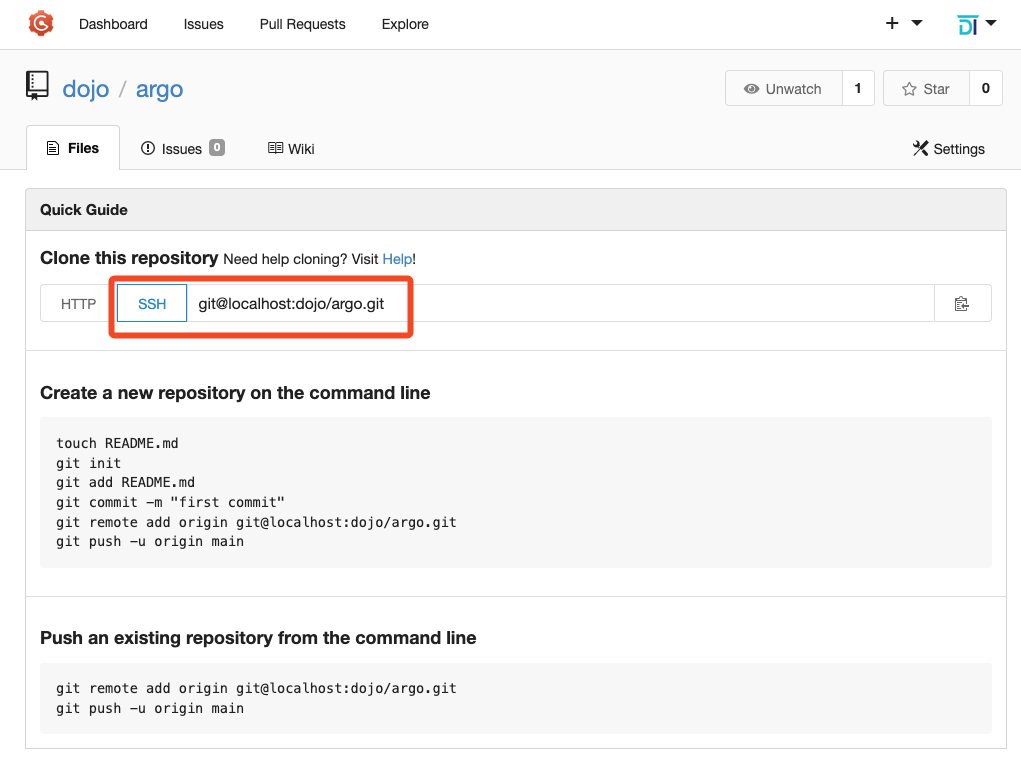 Dashboard Issues Pull Requests Explore
dojo / argo
Unwatch 1 Star 0
Files Issues 0 Wiki Settings
Quick Guide
Clone this repository Need help cloning? Visit Help!
HTTP SSH git@localhost:dojo/argo.git
Create a new repository on the command line
touch README.md
git init
git add README.md
git commit -m "first commit"
git remote add origin git@localhost:dojo/argo.git
git push -u origin main
Push an existing repository from the command line
git remote add origin git@localhost:dojo/argo.git
git push -u origin main